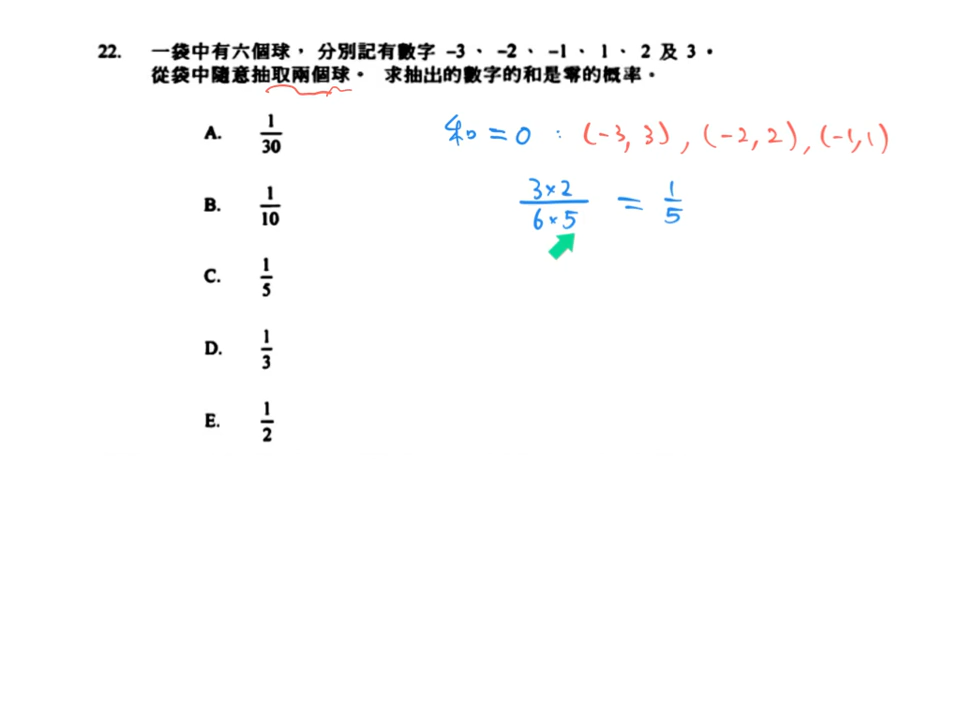 22. 一袋中有六個球， 分別記有數字 –3、 –2、 –1、 1、 2 及 3。
從袋中隨意抽取兩個球。 求抽出的數字的和是零的概率。
A. 1/30
B. 1/10
C. 1/5
D. 1/3
E. 1/2
和 = 0 : (-3, 3), (-2, 2), (-1, 1)
3×2/6×5 = 1/5